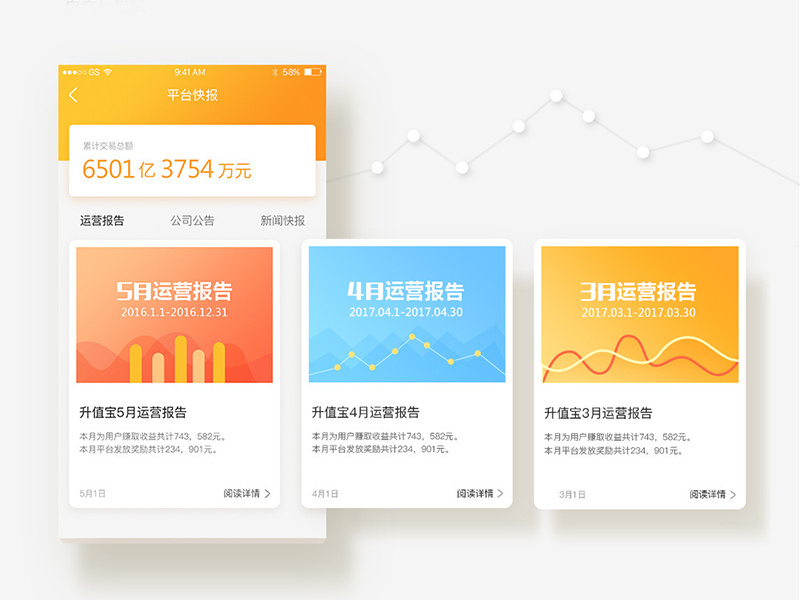 GS 9:41 AM 58%
平台快报
累计交易总额
6501 亿 3754 万元
运营报告 公司公告 新闻快报
5月运营报告
2016.1.1-2016.12.31
升值宝5月运营报告
本月为用户赚取收益共计743，582元。
本月平台发放奖励共计234，901元。
5月1日 阅读详情
4月运营报告
2017.04.1-2017.04.30
升值宝4月运营报告
本月为用户赚取收益共计743，582元。
本月平台发放奖励共计234，901元。
4月1日 阅读详情
3月运营报告
2017.03.1-2017.03.30
升值宝3月运营报告
本月为用户赚取收益共计743，582元。
本月平台发放奖励共计234，901元。
3月1日 阅读详情